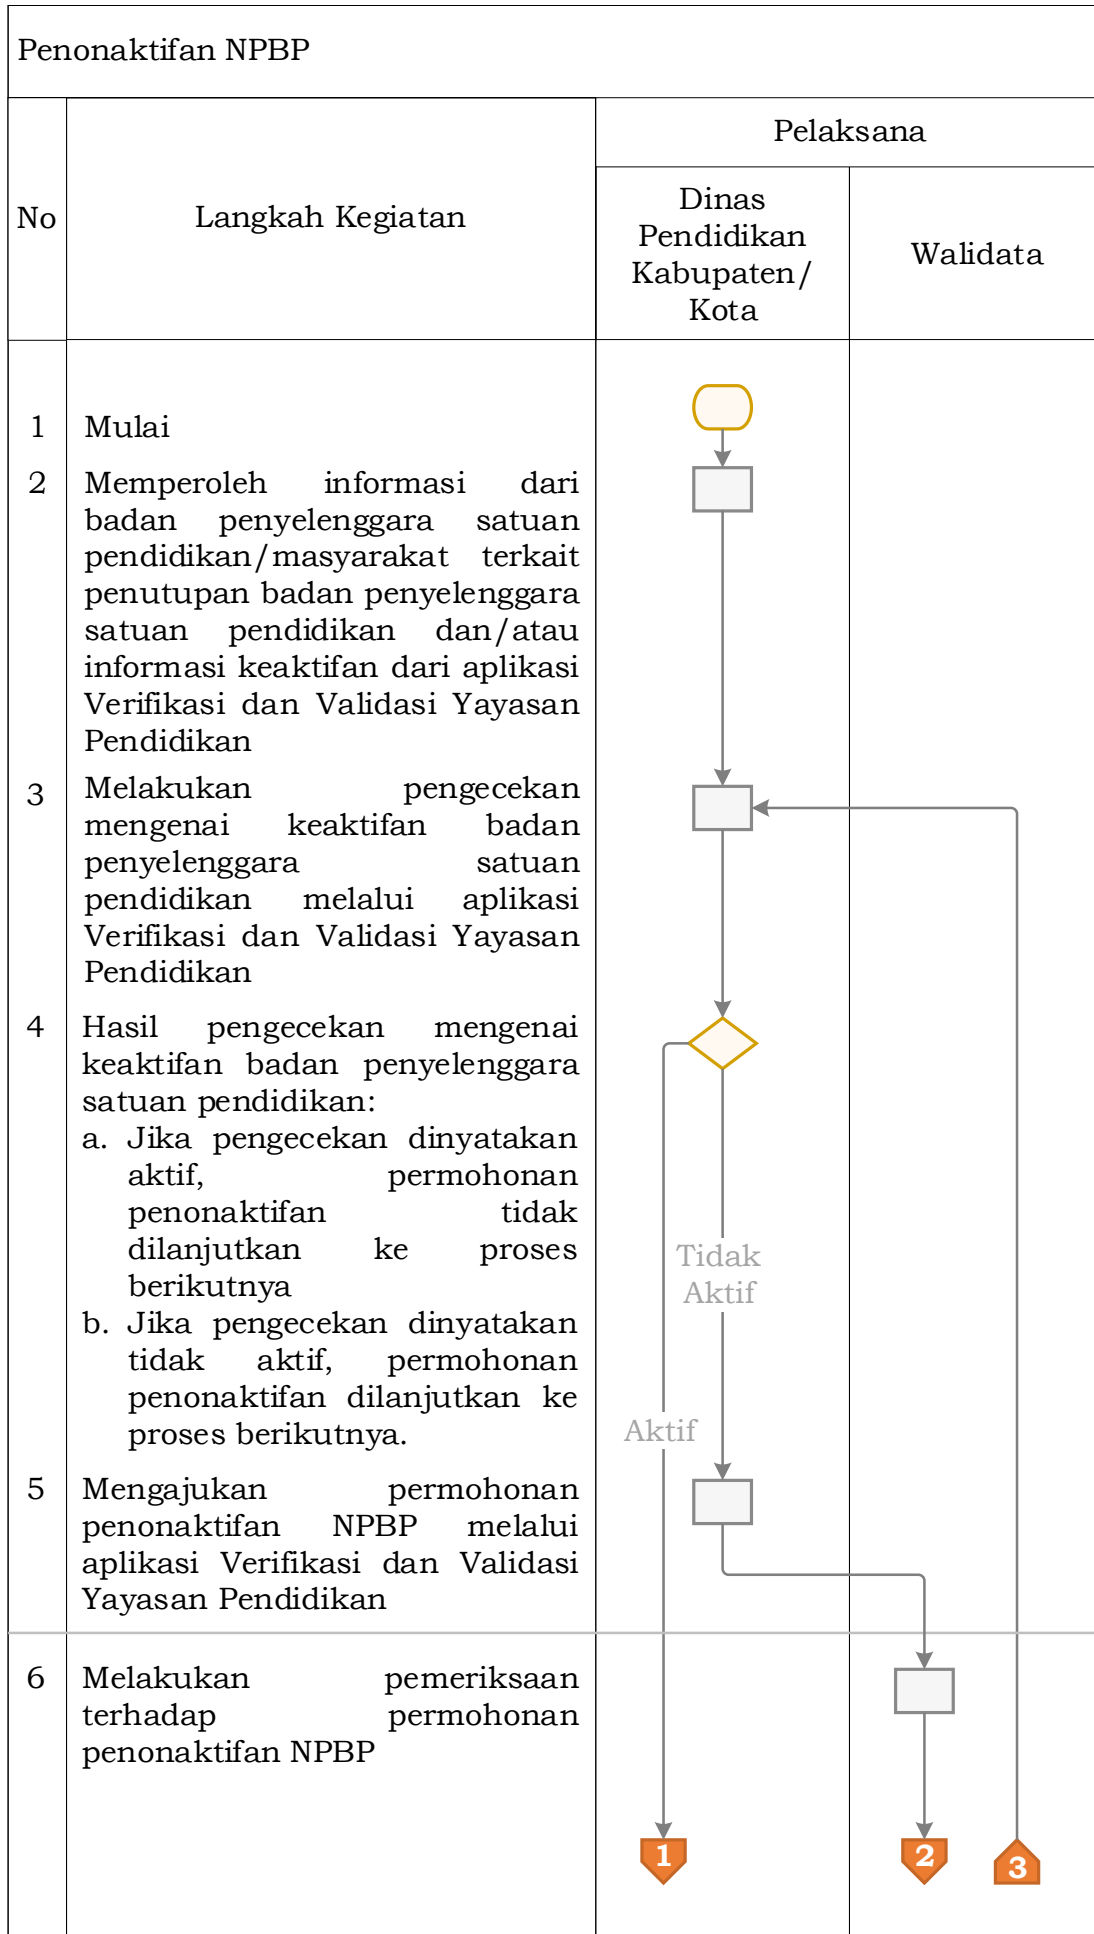 Penonaktifan NPBP
No
Langkah Kegiatan
Pelaksana
Dinas
Pendidikan
Kabupaten/
Kota
Walidata
1
Mulai
2
Memperoleh informasi dari
badan penyelenggara satuan
pendidikan/masyarakat terkait
penutupan badan penyelenggara
satuan pendidikan dan/atau
informasi keaktifan dari aplikasi
Verifikasi dan Validasi Yayasan
Pendidikan
3
Melakukan pengecekan
mengenai keaktifan badan
penyelenggara satuan
pendidikan melalui aplikasi
Verifikasi dan Validasi Yayasan
Pendidikan
4
Hasil pengecekan mengenai
keaktifan badan penyelenggara
satuan pendidikan:
a. Jika pengecekan dinyatakan
aktif, permohonan
penonaktifan tidak
dilanjutkan ke proses
berikutnya
b. Jika pengecekan dinyatakan
tidak aktif, permohonan
penonaktifan dilanjutkan ke
proses berikutnya.
Tidak
Aktif
Aktif
5
Mengajukan permohonan
penonaktifan NPBP melalui
aplikasi Verifikasi dan Validasi
Yayasan Pendidikan
6
Melakukan pemeriksaan
terhadap permohonan
penonaktifan NPBP
1
2
3